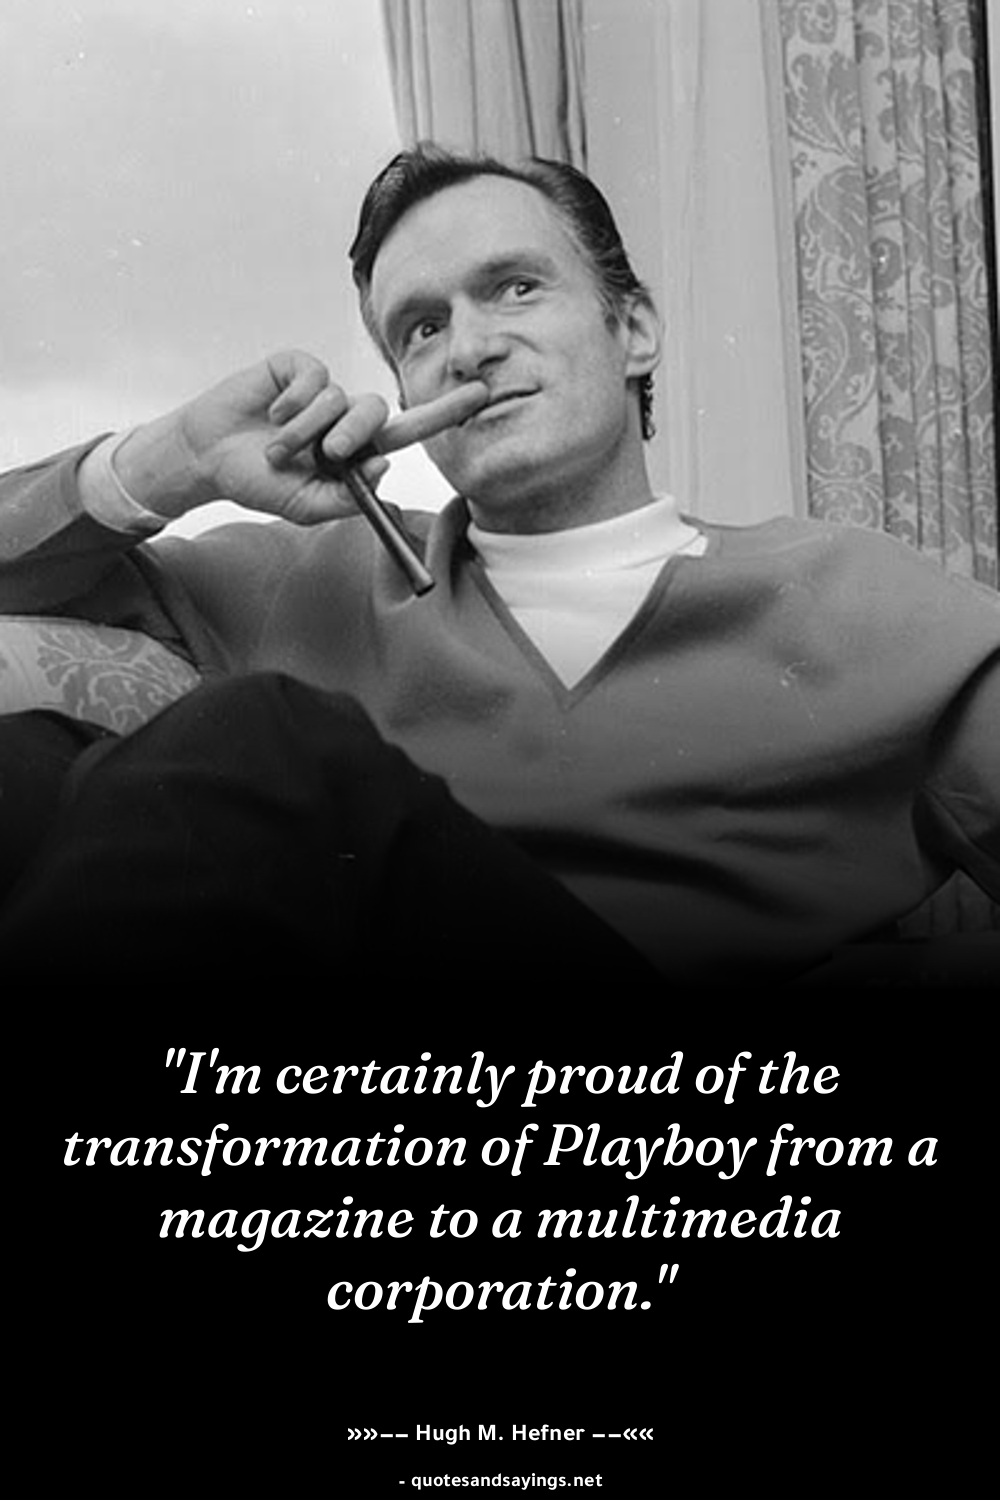 "I'm certainly proud of the
transformation of Playboy from a
magazine to a multimedia
corporation."
»»–– Hugh M. Hefner ––««
- quotesandsayings.net